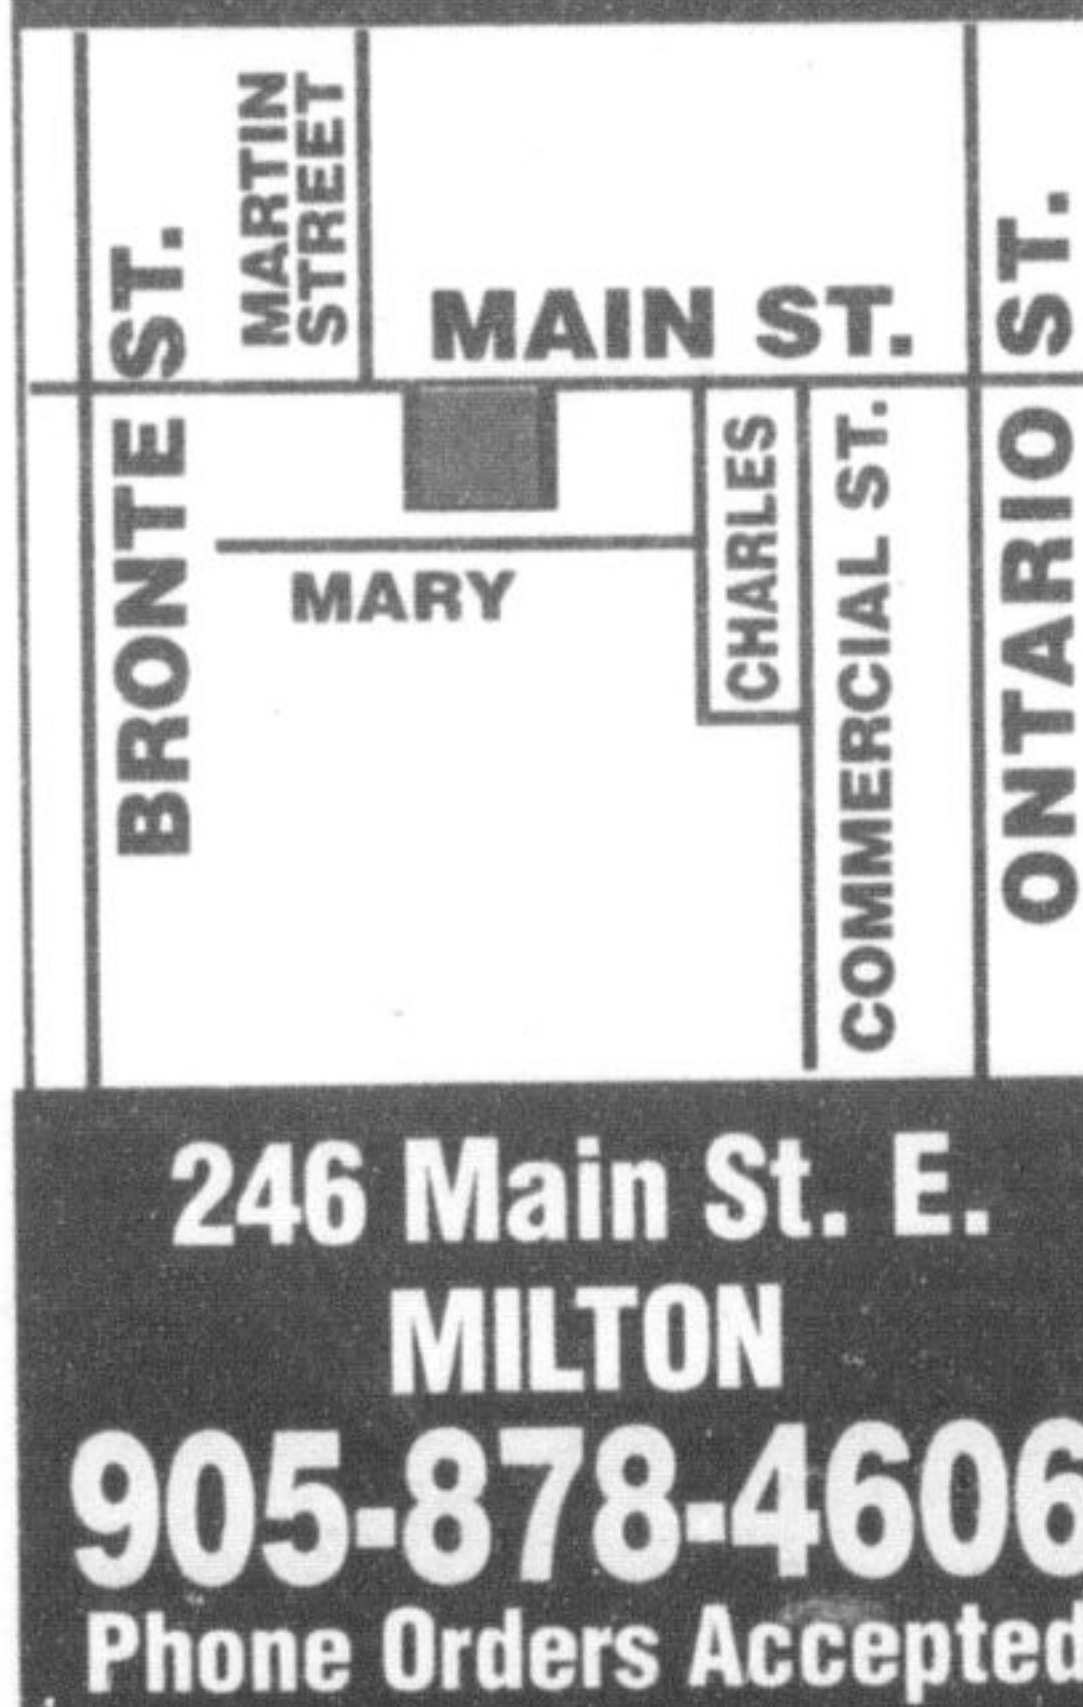 MARTIN
STREET
MAIN ST.
BRONTE ST.
MARY
CHARLES
COMMERCIAL ST.
ONTARIO ST.
246 Main St. E.
MILTON
905-878-4606
Phone Orders Accepted